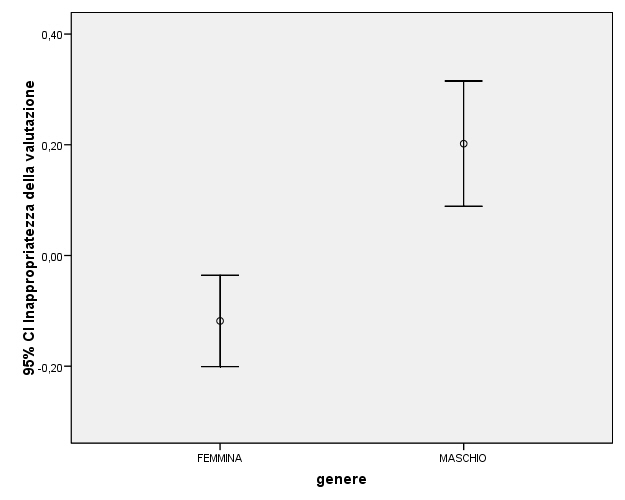 95% CI Inappropriatezza della valutazione
0,40
0,20
0,00
-0,20
FEMMINA
MASCHIO
genere